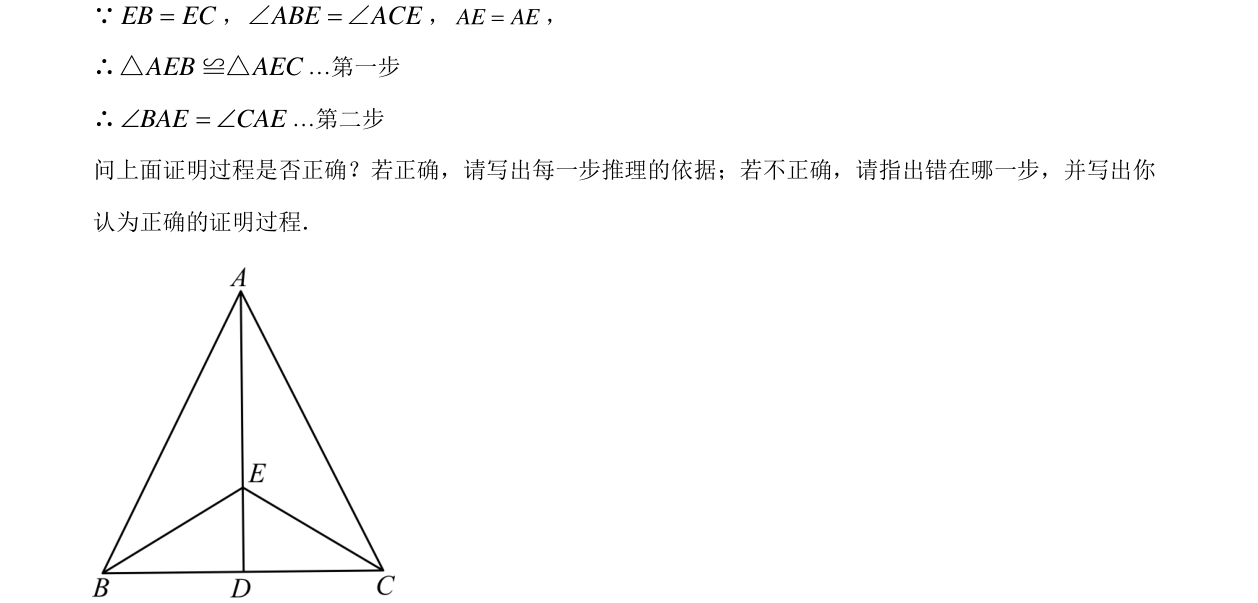 ∵ EB = EC，∠ABE = ∠ACE，AE = AE，
∴ △AEB ≌ △AEC …第一步
∴ ∠BAE = ∠CAE …第二步
问上面证明过程是否正确？若正确，请写出每一步推理的依据；若不正确，请指出错在哪一步，并写出你
认为正确的证明过程．
A
E
B
D
C